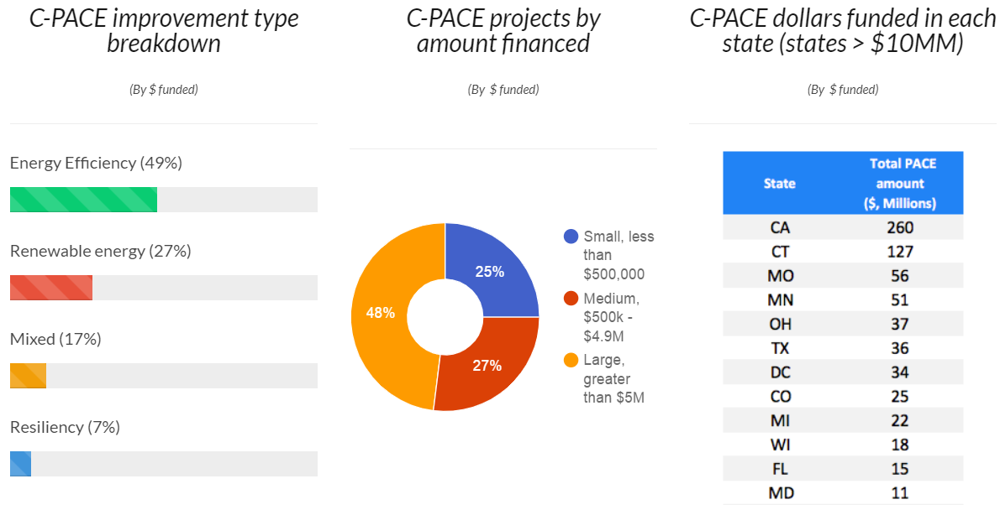 C-PACE improvement type
breakdown
(By $ funded)
Energy Efficiency (49%)
Renewable energy (27%)
Mixed (17%)
Resiliency (7%)
C-PACE projects by
amount financed
(By $ funded)
25%
48%
27%
Small, less
than
$500,000
Medium,
$500k -
$4.9M
Large,
greater
than $5M
C-PACE dollars funded in each
state (states > $10MM)
(By $ funded)
State
Total PACE
amount
($, Millions)
CA 260
CT 127
MO 56
MN 51
OH 37
TX 36
DC 34
CO 25
MI 22
WI 18
FL 15
MD 11